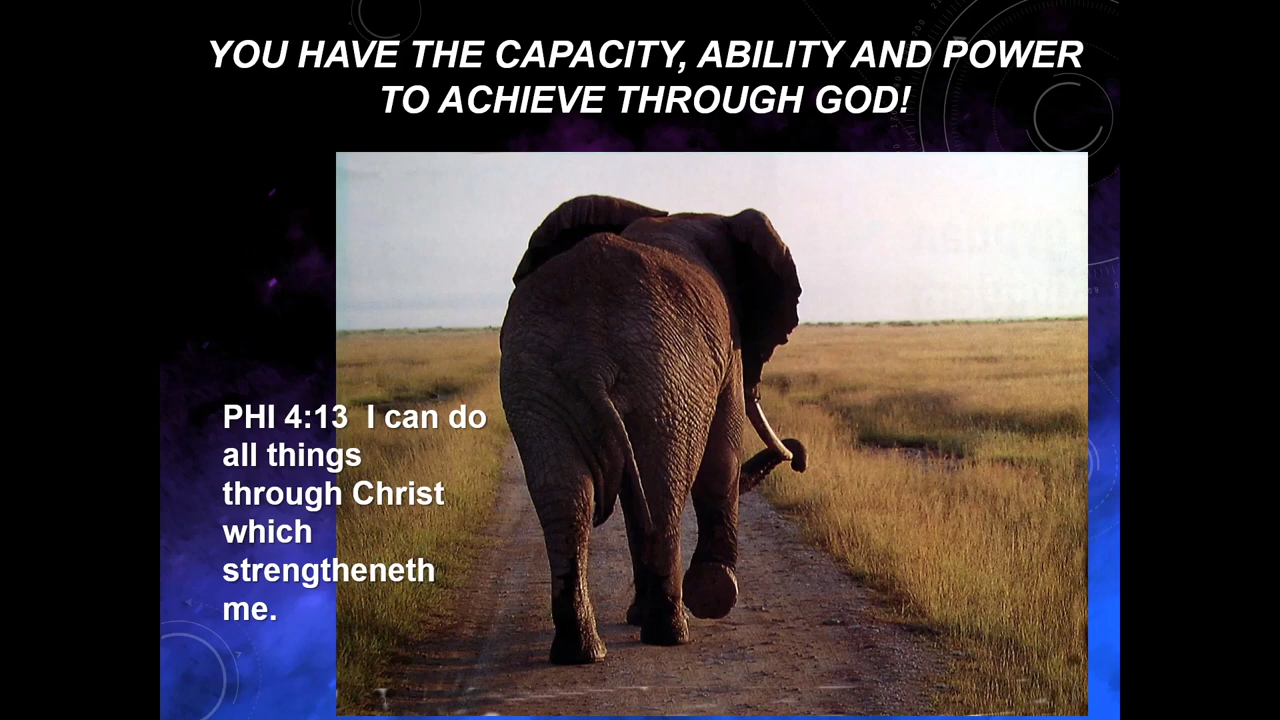 YOU HAVE THE CAPACITY, ABILITY AND POWER
TO ACHIEVE THROUGH GOD!
PHI 4:13  I can do
all things
through Christ
which
strengtheneth
me.